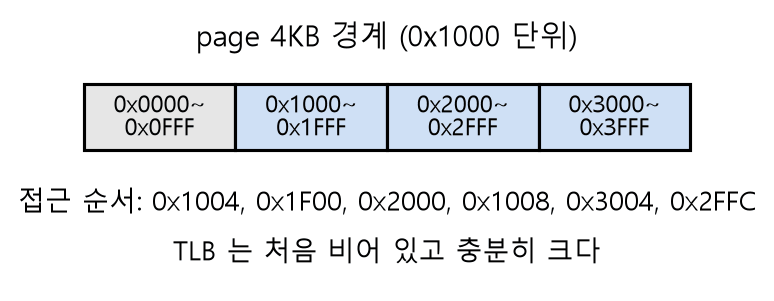 page 4KB 경계 (0x1000 단위)
0x0000~
0x0FFF
0x1000~
0x1FFF
0x2000~
0x2FFF
0x3000~
0x3FFF
접근 순서: 0x1004, 0x1F00, 0x2000, 0x1008, 0x3004, 0x2FFC
TLB 는 처음 비어 있고 충분히 크다